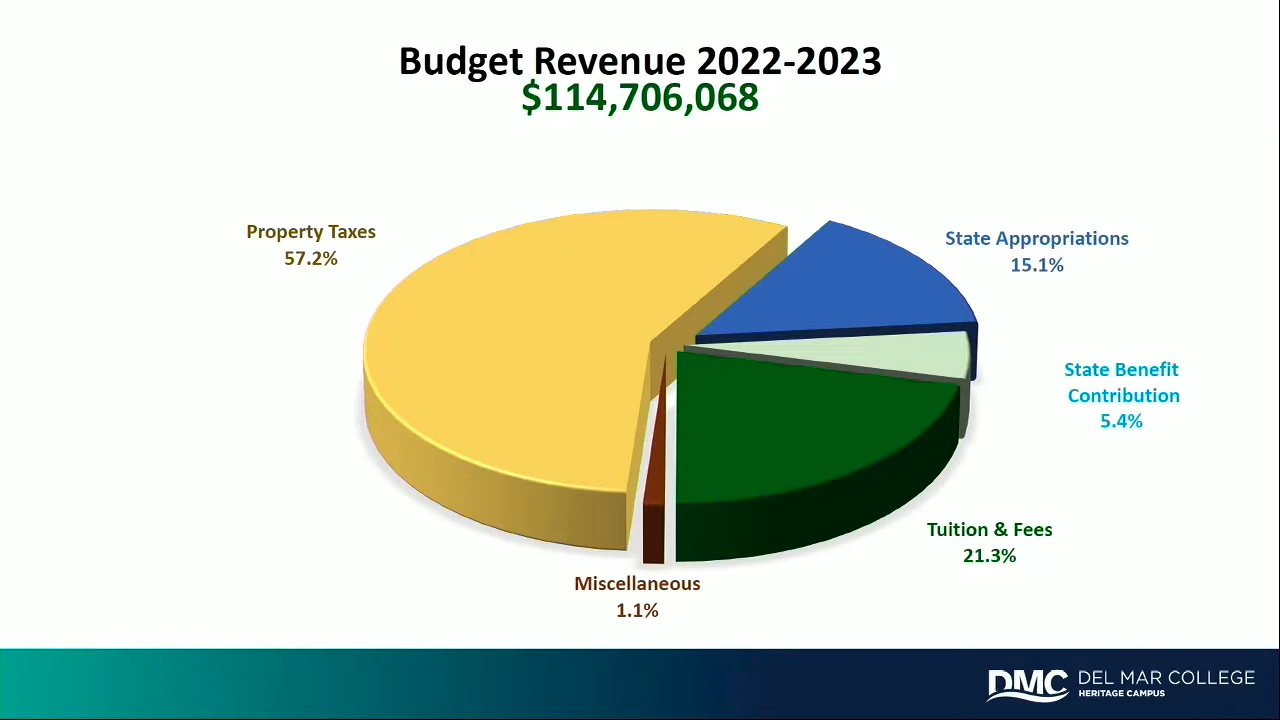 Budget Revenue 2022-2023
$114,706,068
Property Taxes
57.2%
State Appropriations
15.1%
State Benefit
Contribution
5.4%
Tuition & Fees
21.3%
Miscellaneous
1.1%
DMC DEL MAR COLLEGE
HERITAGE CAMPUS